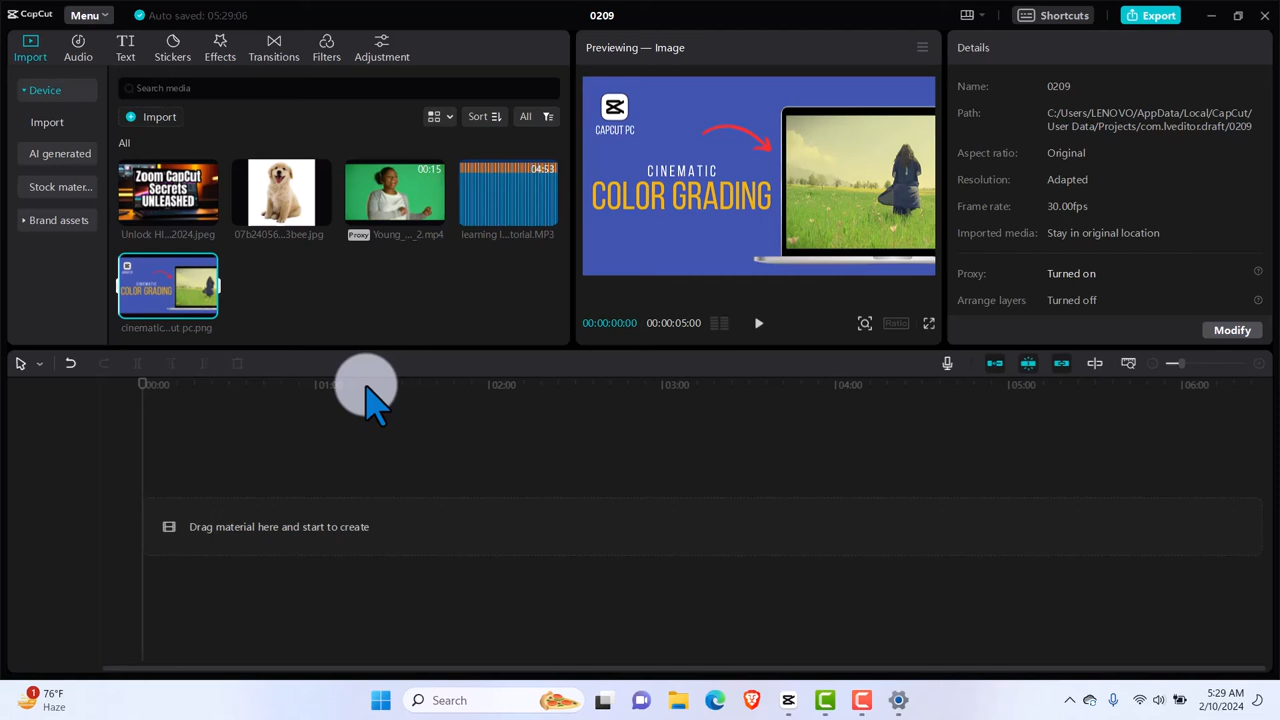 CapCut
Menu
Auto saved: 05:29:06
0209
Shortcuts
Export
Import
Audio
Text
Stickers
Effects
Transitions
Filters
Adjustment
Device
Import
AI generated
Stock mater...
Brand assets
Search media
Import
Sort
All
All
Zoom CapCut
Secrets
UNLEASHED
Unlock HI...2024.jpeg
07b24056...3bee.jpg
00:15
Proxy
Young_..._2.mp4
04:53
learning l...torial.MP3
CINEMATIC
COLOR GRADING
cinematic...ut pc.png
Previewing — Image
CAPCUT PC
CINEMATIC
COLOR GRADING
00:00:00:00
00:00:05:00
Ratio
Details
Name:
0209
Path:
C:/Users/LENOVO/AppData/Local/CapCut/
User Data/Projects/com.lveditor.draft/0209
Aspect ratio:
Original
Resolution:
Adapted
Frame rate:
30.00fps
Imported media:
Stay in original location
Proxy:
Turned on
Arrange layers
Turned off
Modify
00:00
01:00
02:00
03:00
04:00
05:00
06:00
Drag material here and start to create
1
76°F
Haze
Search
5:29 AM
2/10/2024